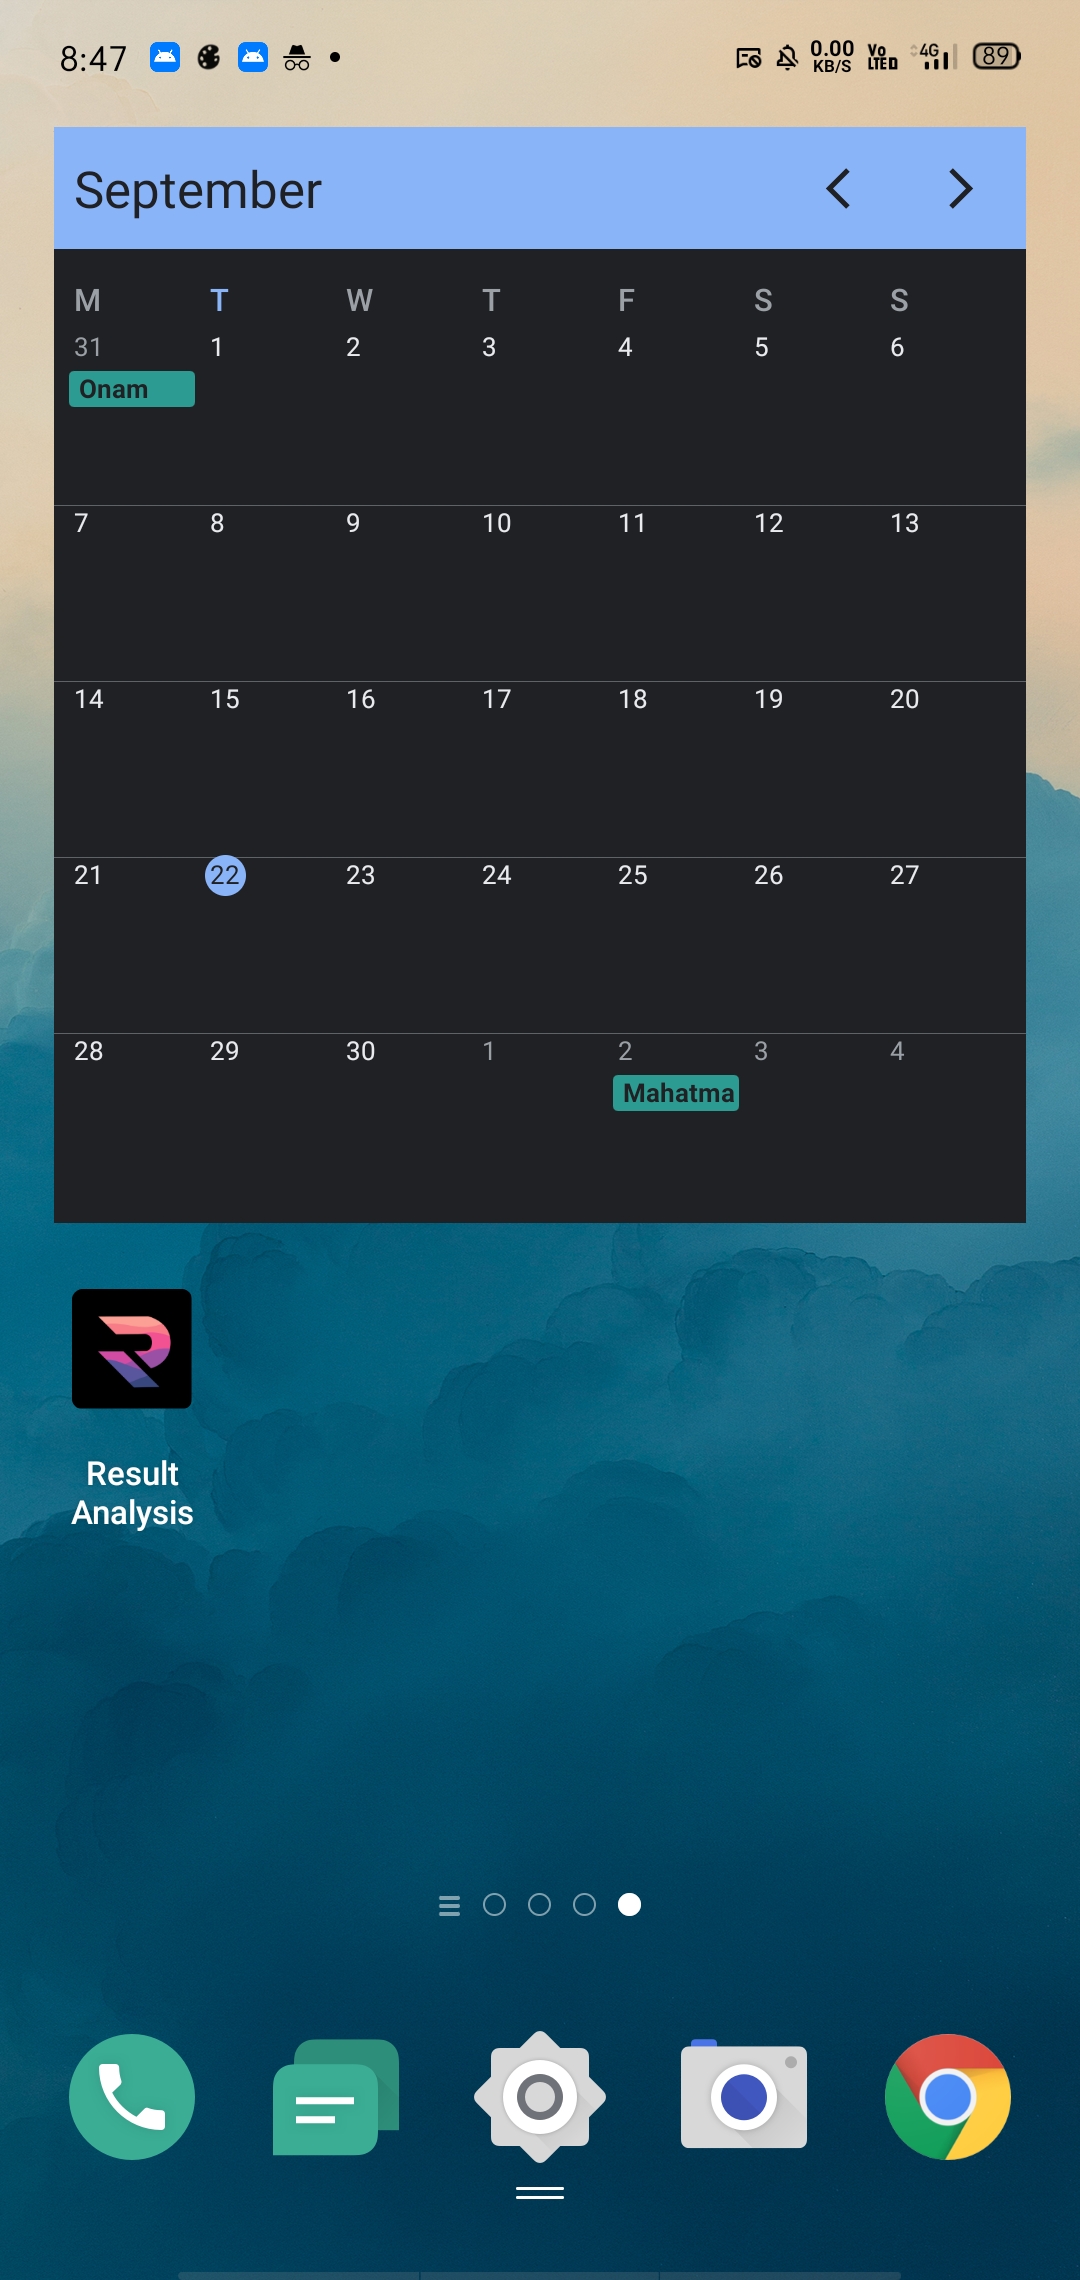 8:47 0.00 KB/S Vo LTE 4G 89
September
M T W T F S S
31 1 2 3 4 5 6
Onam
7 8 9 10 11 12 13
14 15 16 17 18 19 20
21 22 23 24 25 26 27
28 29 30 1 2 3 4
Mahatma
Result
Analysis